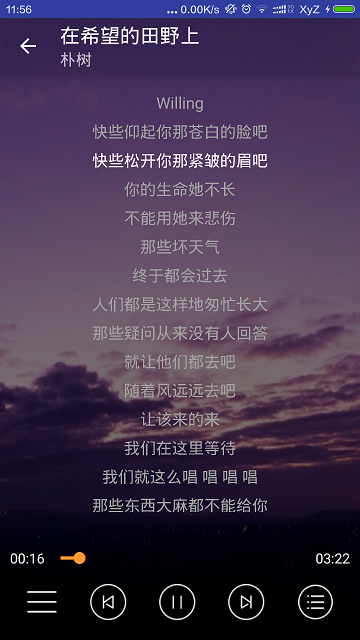 11:56
...0.00K/s XyZ
在希望的田野上
朴树
Willing
快些仰起你那苍白的脸吧
快些松开你那紧皱的眉吧
你的生命她不长
不能用她来悲伤
那些坏天气
终于都会过去
人们都是这样地匆忙长大
那些疑问从来没有人回答
就让他们都去吧
随着风远远去吧
让该来的来
我们在这里等待
我们就这么唱 唱 唱 唱
那些东西大麻都不能给你
00:16
03:22